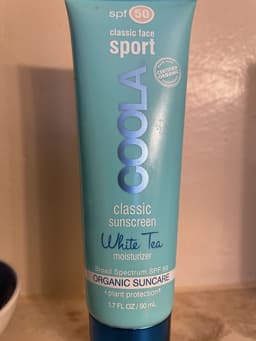 spf 50
classic face
sport
COOLA
classic
sunscreen
White Tea
moisturizer
Broad Spectrum SPF 50
ORGANIC SUNCARE
+plant protection®
1.7 FL OZ / 50 mL